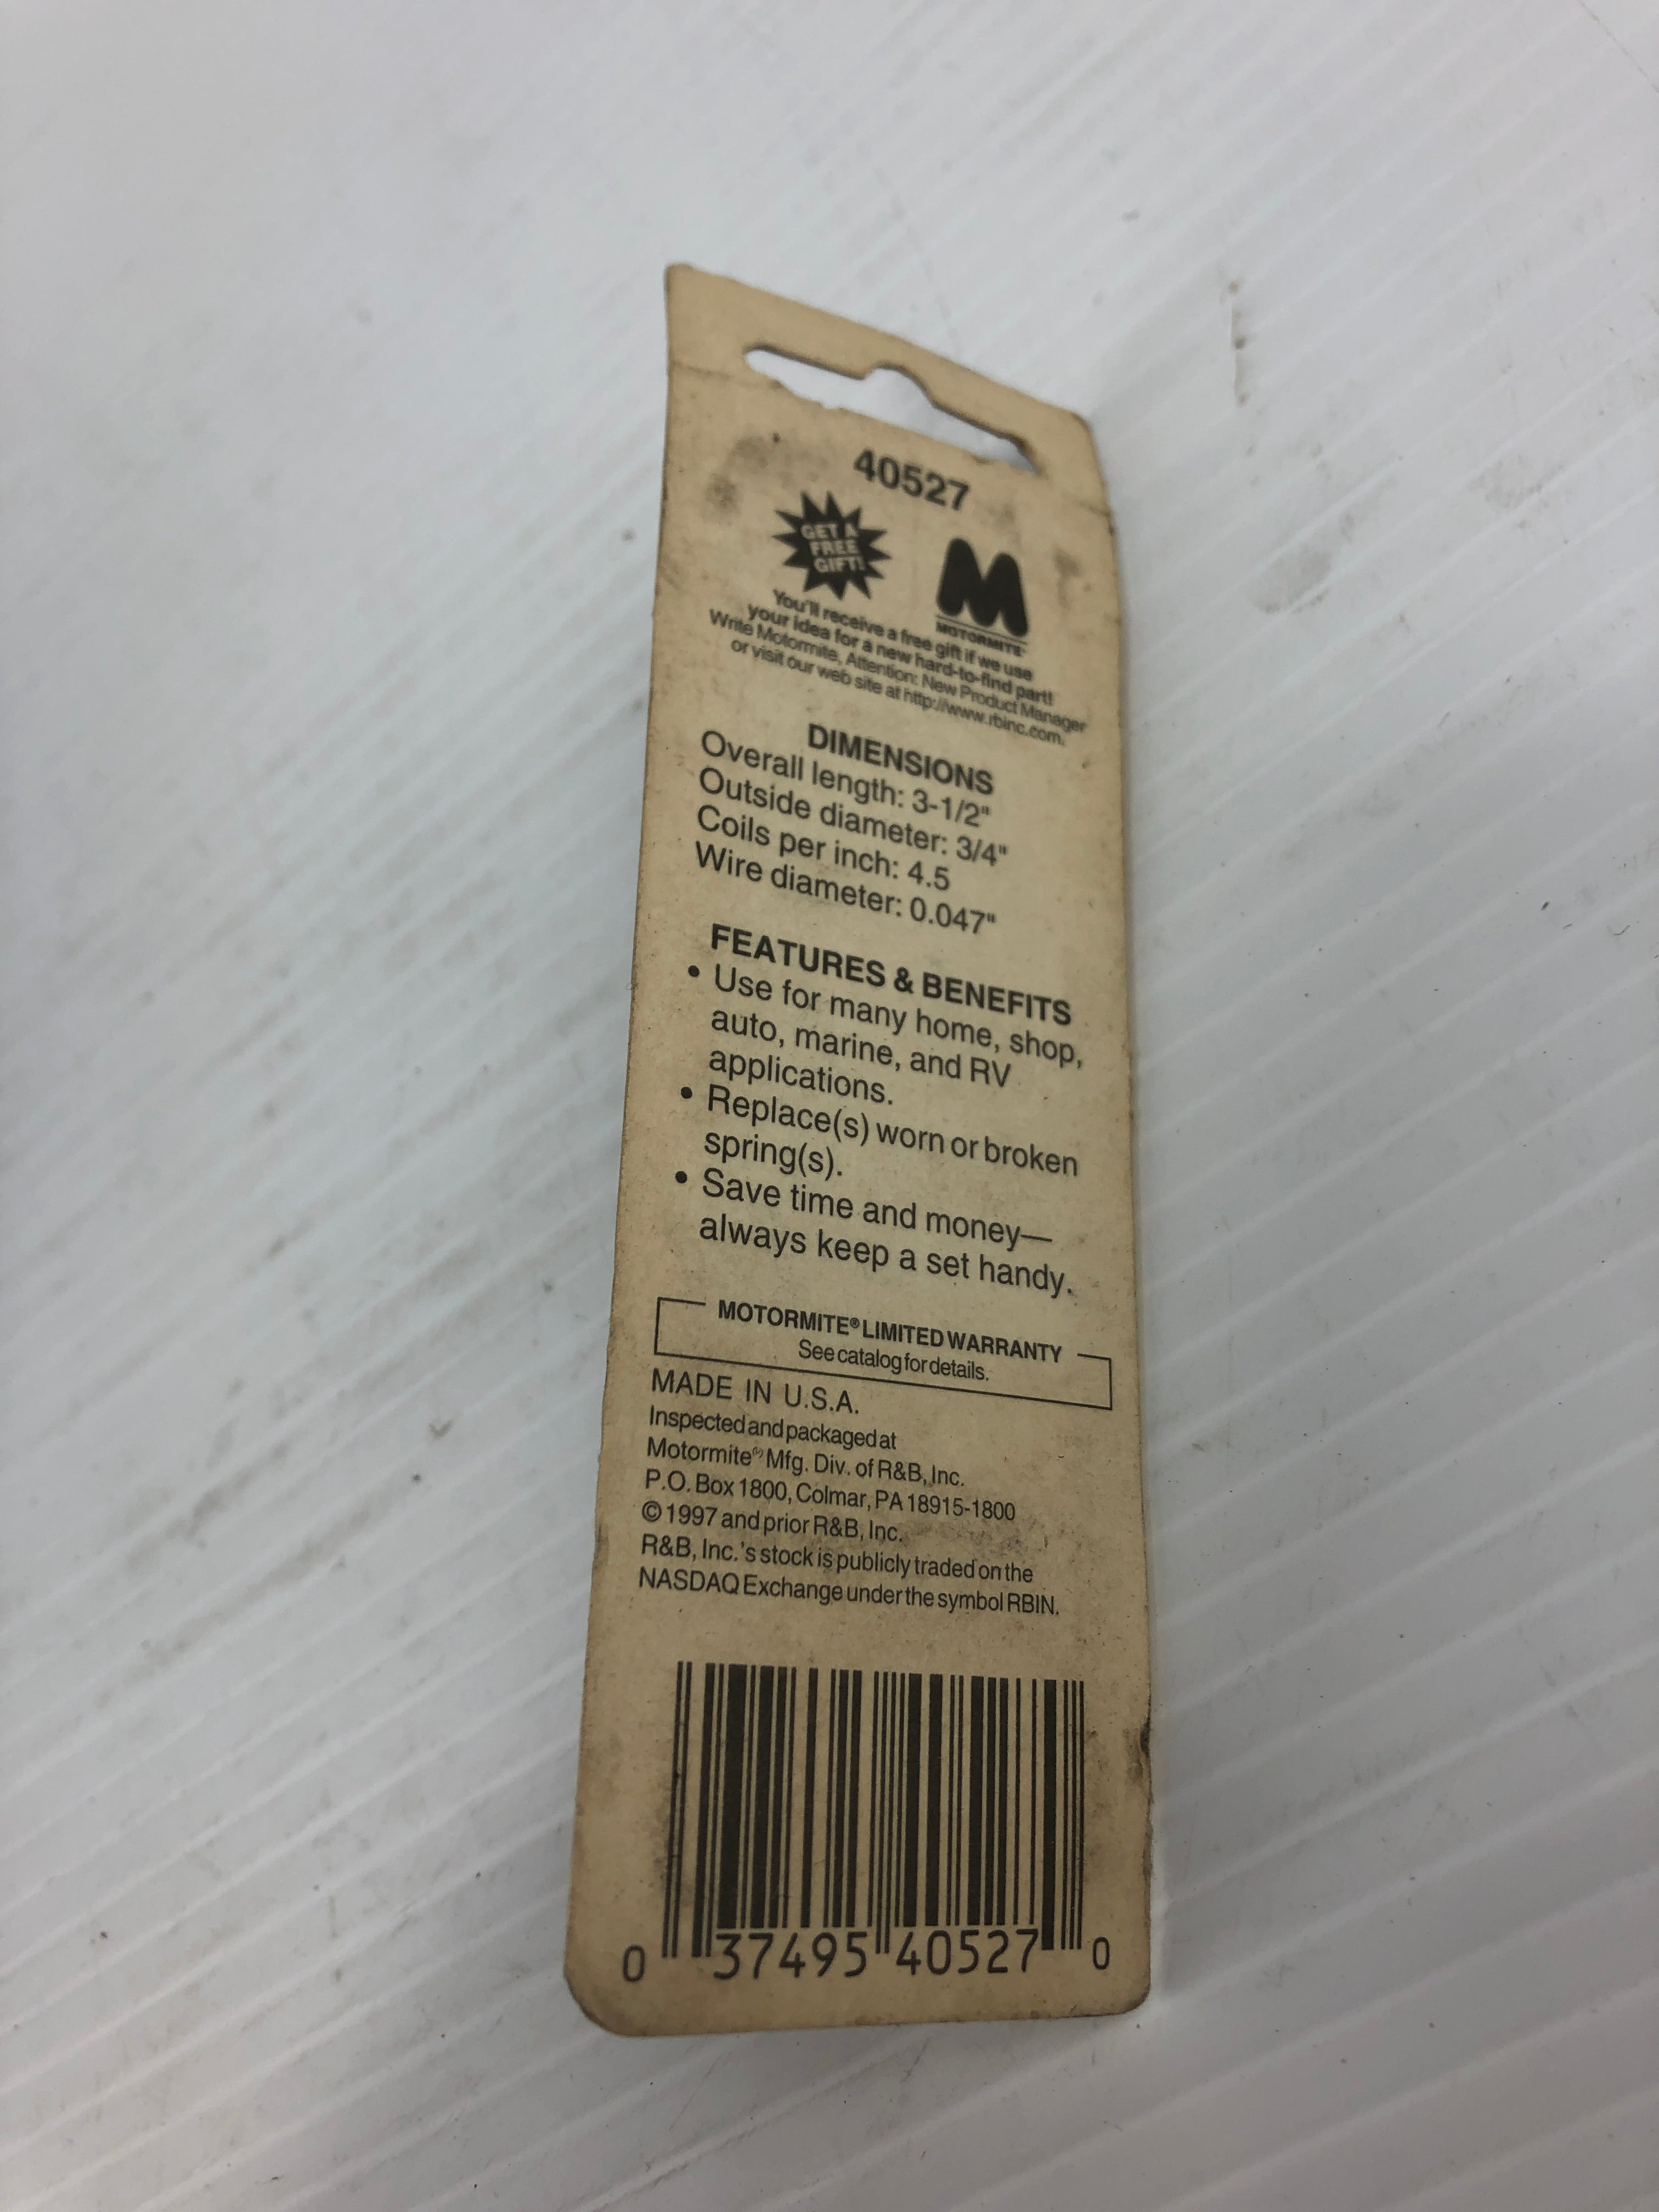 40527
GET A
FREE
GIFT!
MOTORMITE
You'll receive a free gift if we use
your idea for a new hard-to-find part!
Write Motormite, Attention: New Product Manager
or visit our web site at http://www.rbinc.com.
DIMENSIONS
Overall length: 3-1/2"
Outside diameter: 3/4"
Coils per inch: 4.5
Wire diameter: 0.047"
FEATURES & BENEFITS
• Use for many home, shop,
auto, marine, and RV
applications.
• Replace(s) worn or broken
spring(s).
• Save time and money—
always keep a set handy.
MOTORMITE® LIMITED WARRANTY
See catalog for details.
MADE IN U.S.A.
Inspected and packaged at
Motormite® Mfg. Div. of R&B, Inc.
P.O. Box 1800, Colmar, PA 18915-1800
© 1997 and prior R&B, Inc.
R&B, Inc.'s stock is publicly traded on the
NASDAQ Exchange under the symbol RBIN.
0 37495 40527 0